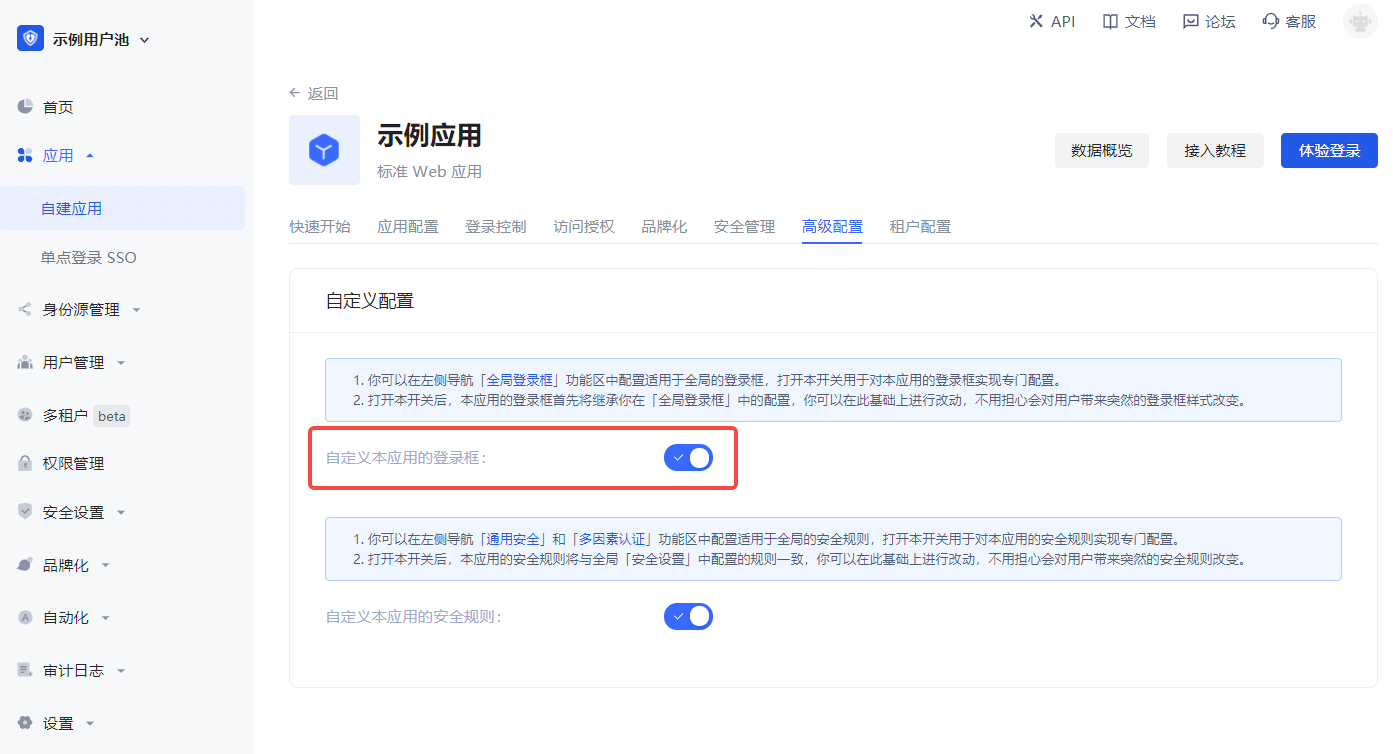 示例用户池
API
文档
论坛
客服
首页
应用
自建应用
单点登录 SSO
身份源管理
用户管理
多租户 beta
权限管理
安全设置
品牌化
自动化
审计日志
设置
返回
示例应用
标准 Web 应用
数据概览
接入教程
体验登录
快速开始
应用配置
登录控制
访问授权
品牌化
安全管理
高级配置
租户配置
自定义配置
1. 你可以在左侧导航「全局登录框」功能区中配置适用于全局的登录框，打开本开关用于对本应用的登录框实现专门配置。
2. 打开本开关后，本应用的登录框首先将继承你在「全局登录框」中的配置，你可以在此基础上进行改动，不用担心会对用户带来突然的登录框样式改变。
自定义本应用的登录框：
1. 你可以在左侧导航「通用安全」和「多因素认证」功能区中配置适用于全局的安全规则，打开本开关用于对本应用的安全规则实现专门配置。
2. 打开本开关后，本应用的安全规则将与全局「安全设置」中配置的规则一致，你可以在此基础上进行改动，不用担心会对用户带来突然的安全规则改变。
自定义本应用的安全规则：